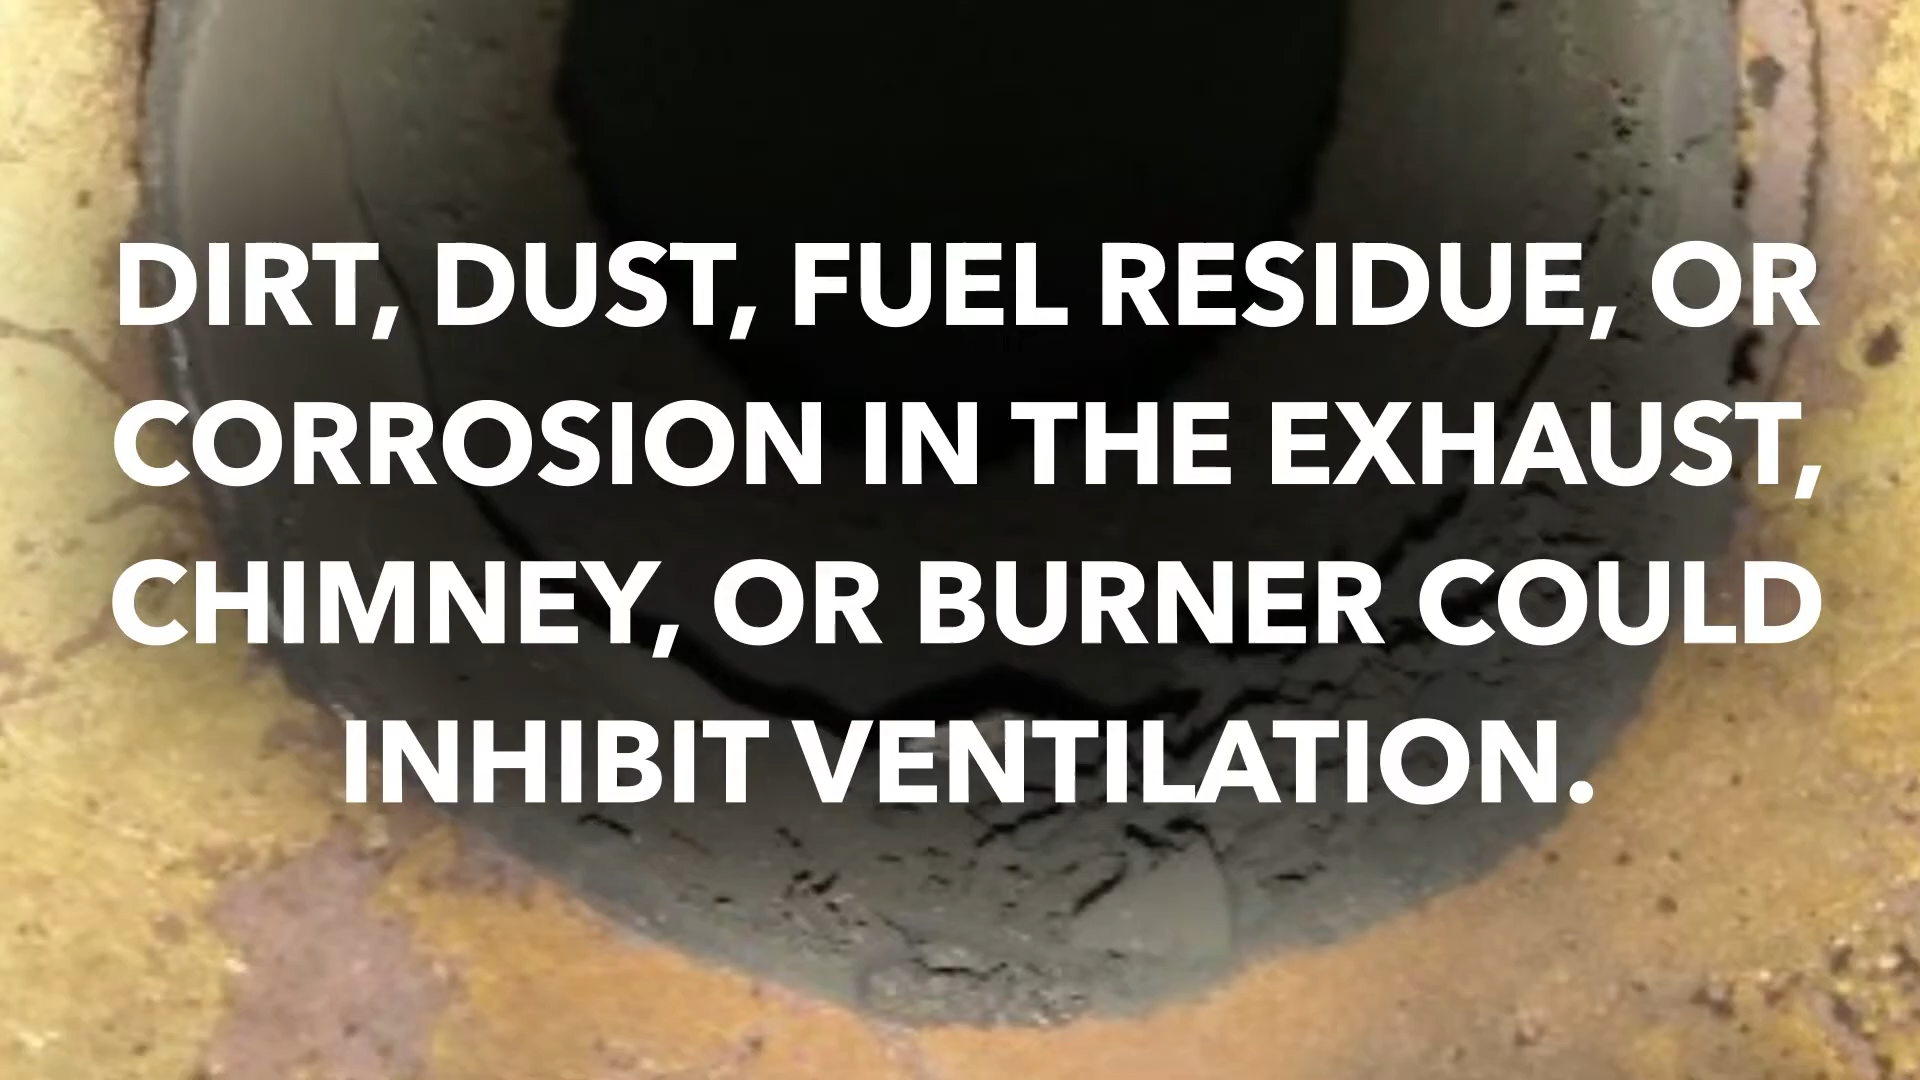 DIRT, DUST, FUEL RESIDUE, OR
CORROSION IN THE EXHAUST,
CHIMNEY, OR BURNER COULD
INHIBIT VENTILATION.